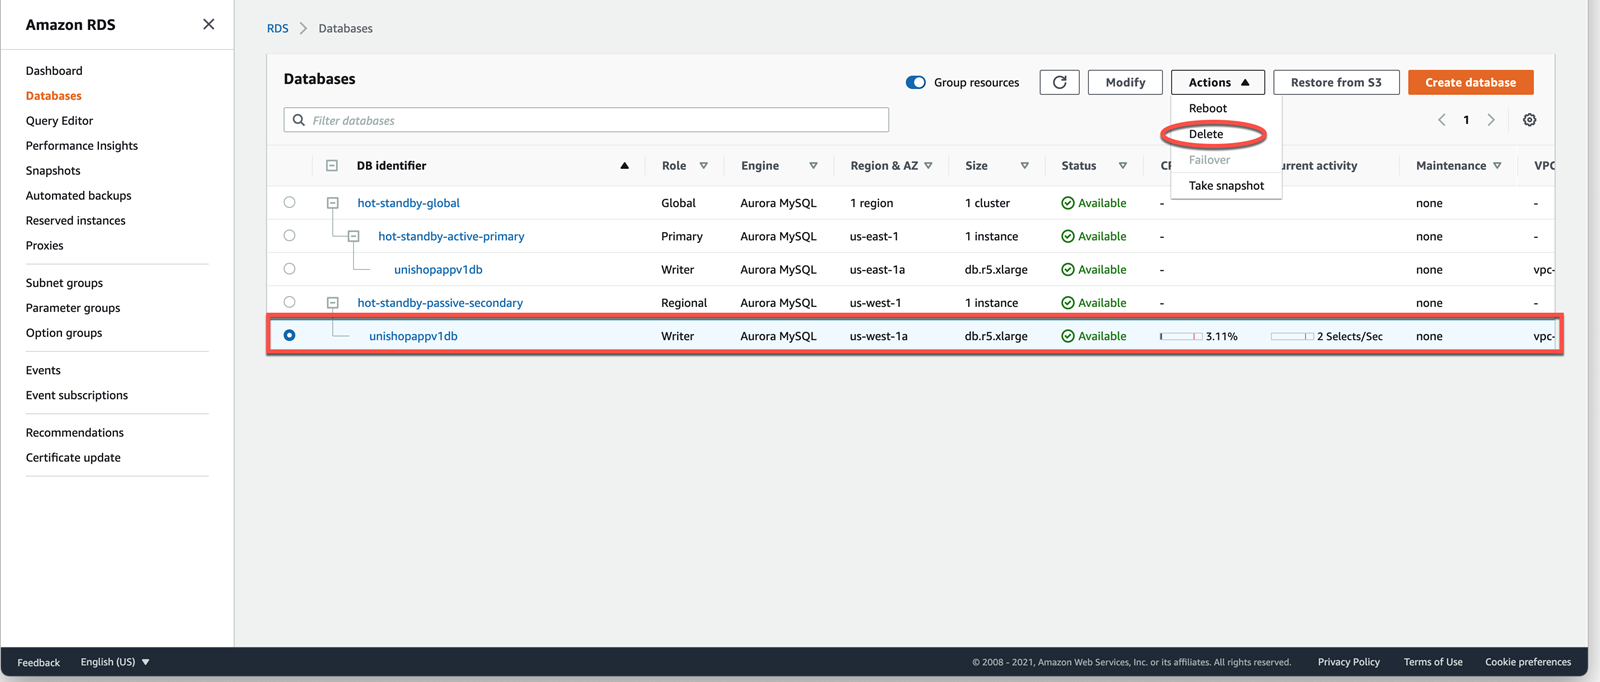 Amazon RDS
Dashboard
Databases
Query Editor
Performance Insights
Snapshots
Automated backups
Reserved instances
Proxies
Subnet groups
Parameter groups
Option groups
Events
Event subscriptions
Recommendations
Certificate update
RDS > Databases
Databases
Group resources Modify Actions Restore from S3 Create database
Reboot
Delete
Failover
Take snapshot
Filter databases
1
DB identifier Role Engine Region & AZ Size Status CP urrent activity Maintenance VPC
hot-standby-global Global Aurora MySQL 1 region 1 cluster Available - none -
hot-standby-active-primary Primary Aurora MySQL us-east-1 1 instance Available - none -
unishopappv1db Writer Aurora MySQL us-east-1a db.r5.xlarge Available - none vpc-
hot-standby-passive-secondary Regional Aurora MySQL us-west-1 1 instance Available - none -
unishopappv1db Writer Aurora MySQL us-west-1a db.r5.xlarge Available 3.11% 2 Selects/Sec none vpc-
Feedback English (US) © 2008 - 2021, Amazon Web Services, Inc. or its affiliates. All rights reserved. Privacy Policy Terms of Use Cookie preferences